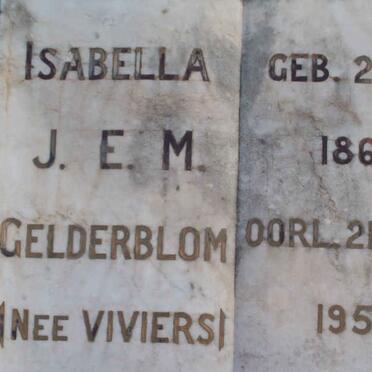 ISABELLA
J. E. M.
GELDERBLOM
(NEE VIVIERS)
GEB. 2
186
OORL. 2
195